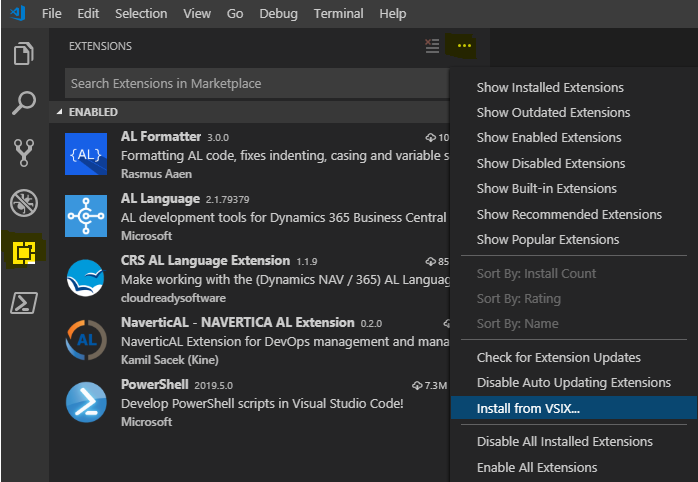 File Edit Selection View Go Debug Terminal Help
EXTENSIONS
Search Extensions in Marketplace
ENABLED
{AL}
AL Formatter 3.0.0 10
Formatting AL code, fixes indenting, casing and variable s
Rasmus Aaen
AL Language 2.1.79379
AL development tools for Dynamics 365 Business Central
Microsoft
CRS AL Language Extension 1.1.9 85
Make working with the (Dynamics NAV / 365) AL Languag
cloudreadysoftware
AL
NaverticAL - NAVERTICA AL Extension 0.2.0
NaverticAL Extension for DevOps management and mana
Kamil Sacek (Kine)
PowerShell 2019.5.0 7.3M
Develop PowerShell scripts in Visual Studio Code!
Microsoft
Show Installed Extensions
Show Outdated Extensions
Show Enabled Extensions
Show Disabled Extensions
Show Built-in Extensions
Show Recommended Extensions
Show Popular Extensions
Sort By: Install Count
Sort By: Rating
Sort By: Name
Check for Extension Updates
Disable Auto Updating Extensions
Install from VSIX...
Disable All Installed Extensions
Enable All Extensions